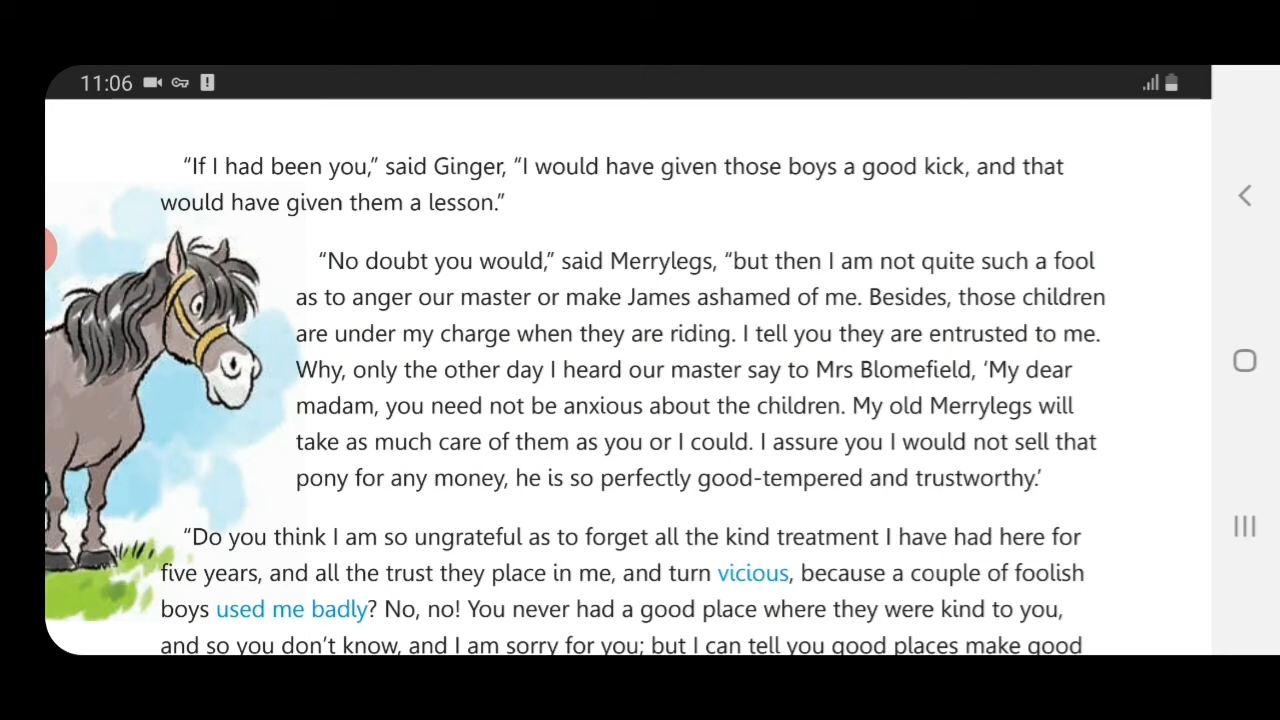 11:06
“If I had been you,” said Ginger, “I would have given those boys a good kick, and that
would have given them a lesson.”
“No doubt you would,” said Merrylegs, “but then I am not quite such a fool
as to anger our master or make James ashamed of me. Besides, those children
are under my charge when they are riding. I tell you they are entrusted to me.
Why, only the other day I heard our master say to Mrs Blomefield, ‘My dear
madam, you need not be anxious about the children. My old Merrylegs will
take as much care of them as you or I could. I assure you I would not sell that
pony for any money, he is so perfectly good-tempered and trustworthy.’
“Do you think I am so ungrateful as to forget all the kind treatment I have had here for
five years, and all the trust they place in me, and turn vicious, because a couple of foolish
boys used me badly? No, no! You never had a good place where they were kind to you,
and so you don’t know, and I am sorry for you; but I can tell you good places make good